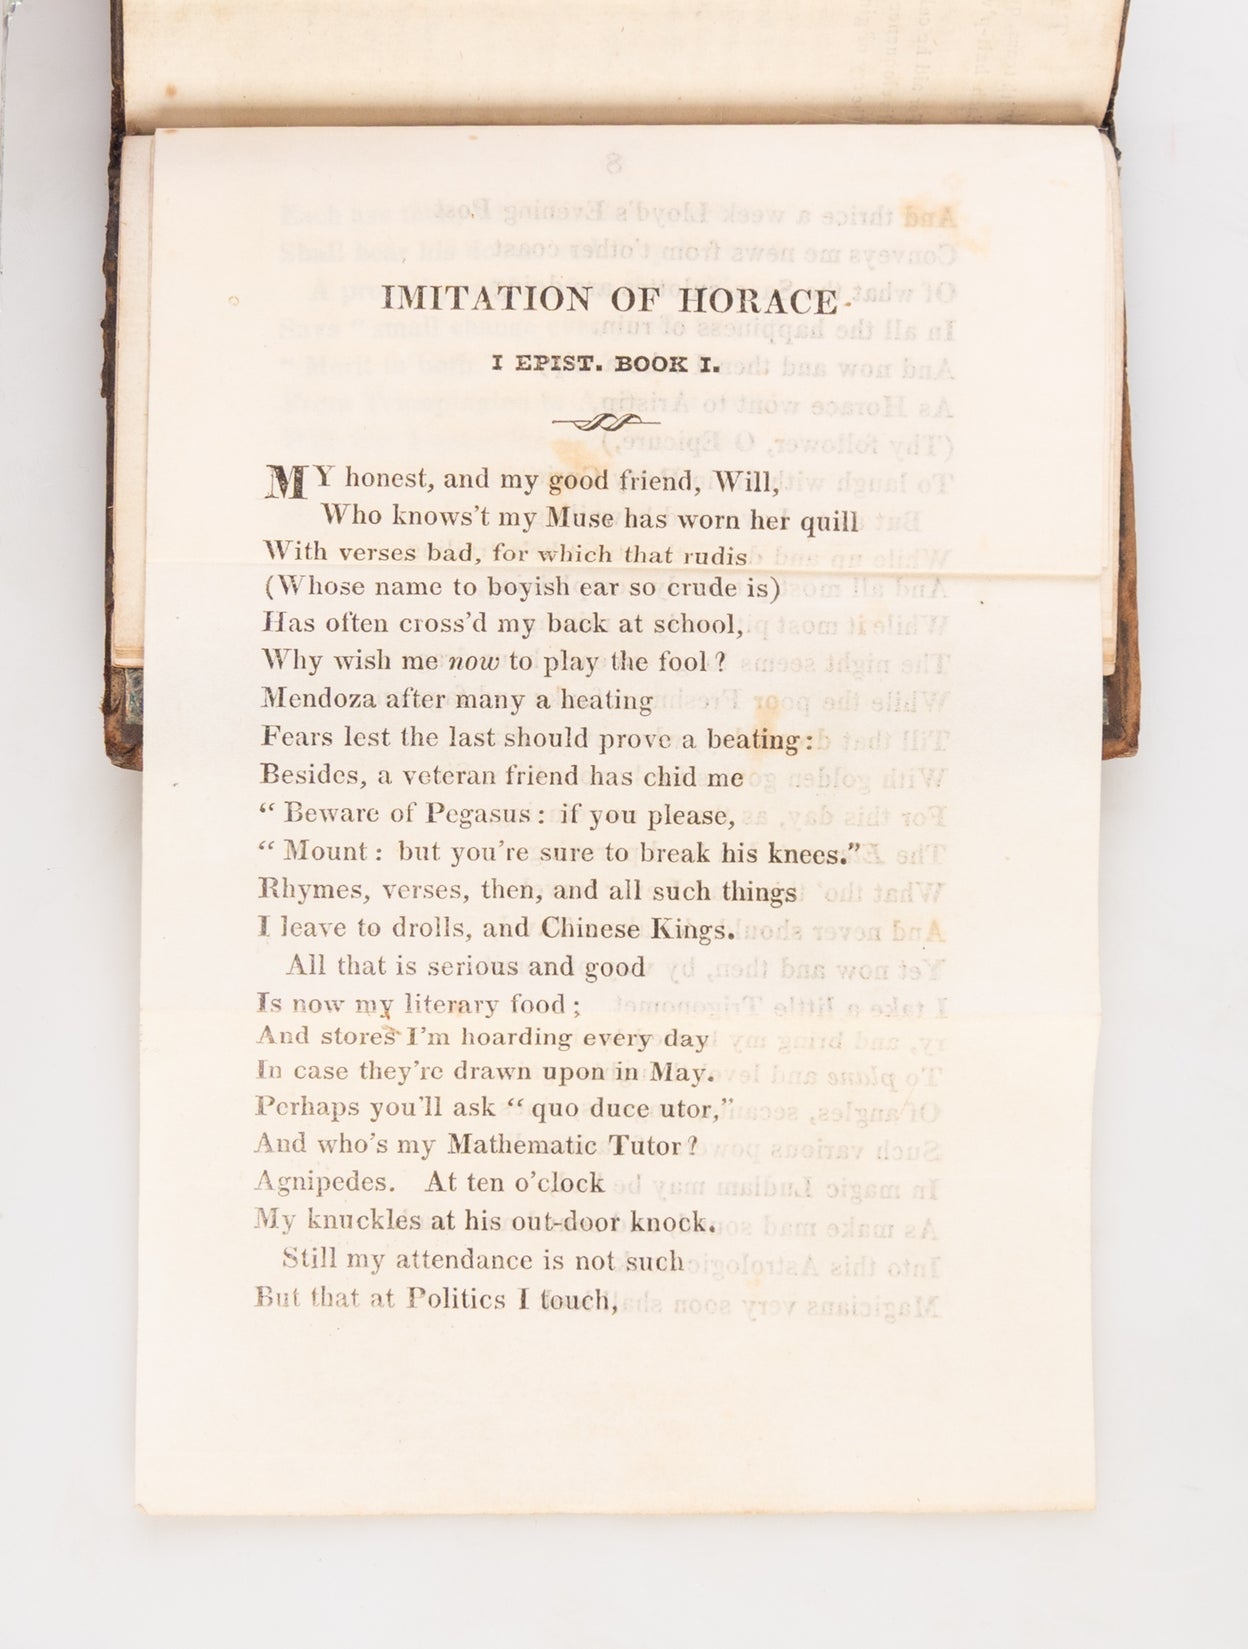 IMITATION OF HORACE
I EPIST. BOOK I.
MY honest, and my good friend, Will,
Who knows't my Muse has worn her quill
With verses bad, for which that rudis
(Whose name to boyish ear so crude is)
Has often cross'd my back at school,
Why wish me now to play the fool?
Mendoza after many a heating
Fears lest the last should prove a beating:
Besides, a veteran friend has chid me
“ Beware of Pegasus: if you please,
“ Mount: but you're sure to break his knees.”
Rhymes, verses, then, and all such things
I leave to drolls, and Chinese Kings.
All that is serious and good
Is now my literary food;
And stores I'm hoarding every day
In case they're drawn upon in May.
Perhaps you'll ask “ quo duce utor,”
And who's my Mathematic Tutor?
Agnipedes. At ten o'clock
My knuckles at his out-door knock.
Still my attendance is not such
But that at Politics I touch,